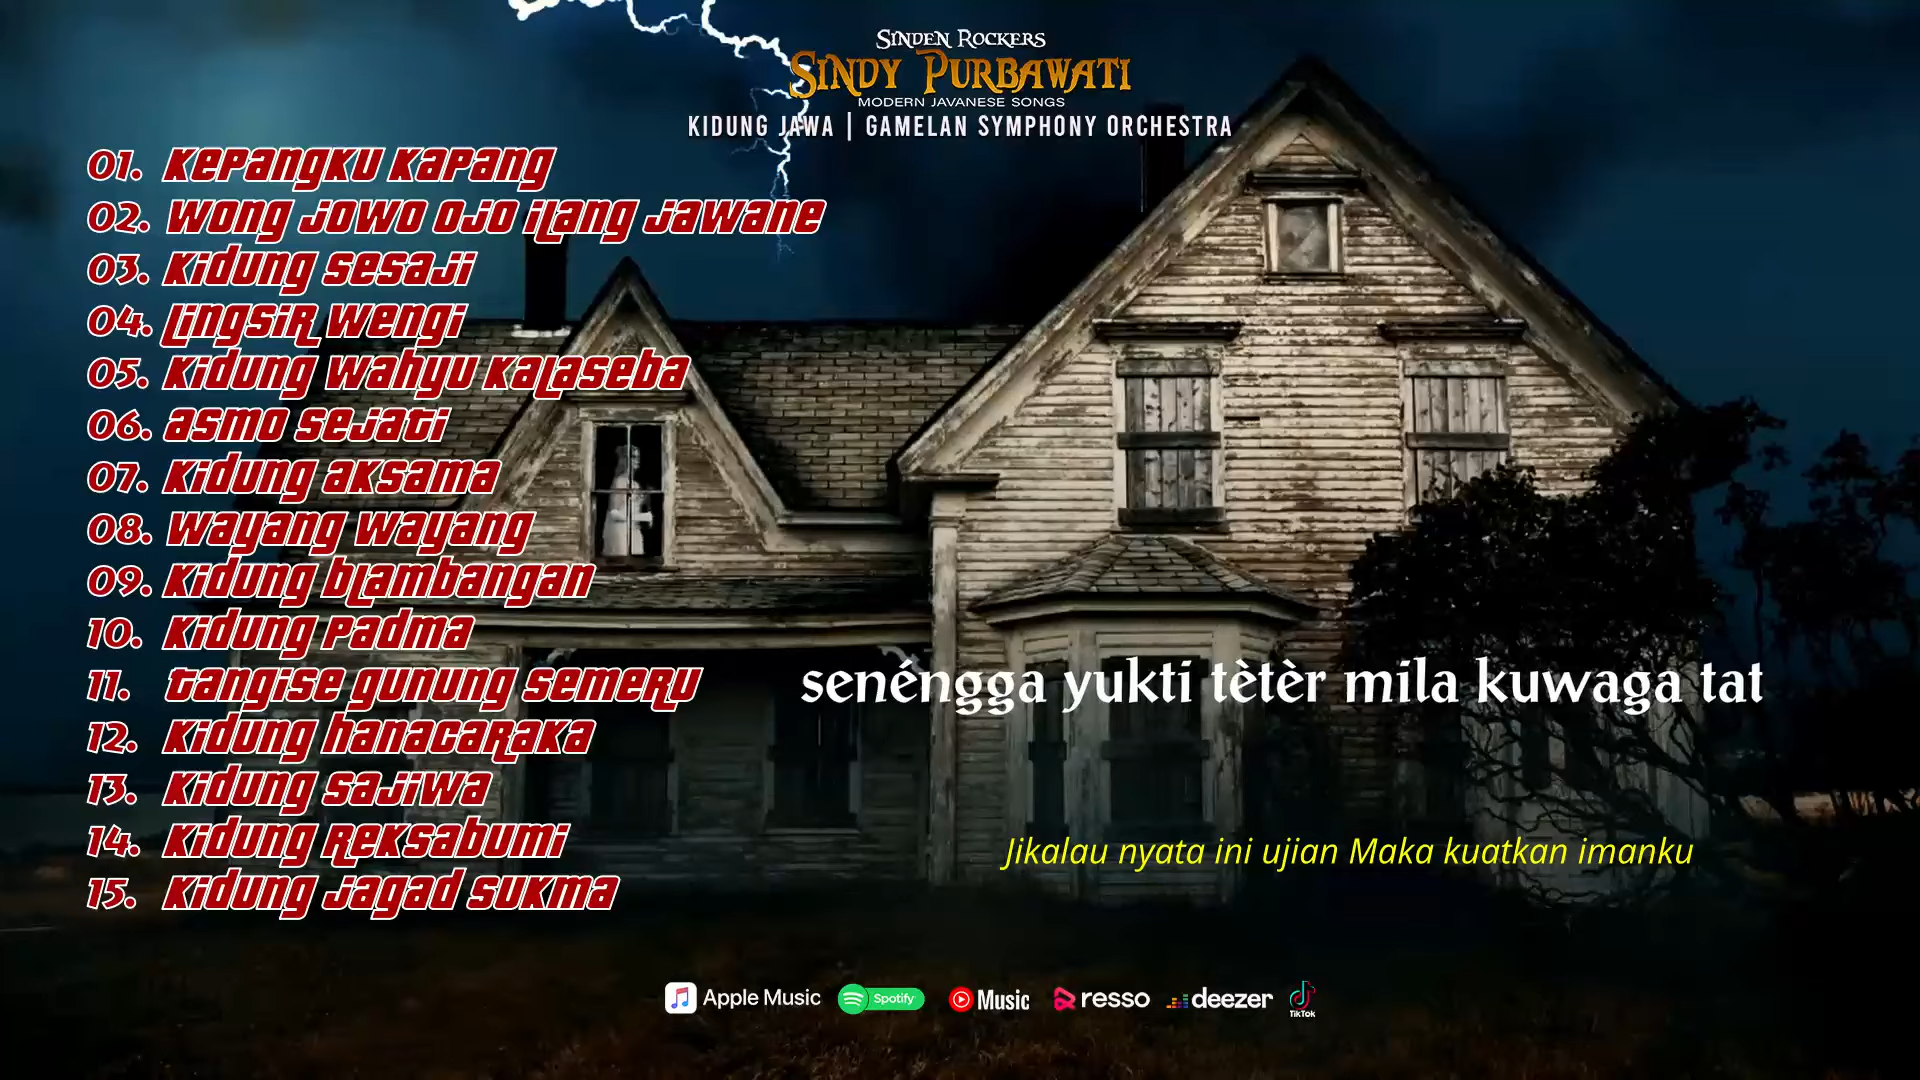 SINDEN ROCKERS
SINDY PURBAWATI
MODERN JAVANESE SONGS
KIDUNG JAWA | GAMELAN SYMPHONY ORCHESTRA
01. Kepangku Kapang
02. Wong Jowo Ojo Ilang Jawane
03. Kidung Sesaji
04. Lingsir Wengi
05. Kidung Wahyu Kalaseba
06. Asmo Sejati
07. Kidung Aksama
08. Wayang Wayang
09. Kidung Blambangan
10. Kidung Padma
11. Tangise Gunung Semeru
12. Kidung Hanacaraka
13. Kidung Sajiwa
14. Kidung Reksabumi
15. Kidung Jagad Sukma
senéngga yukti tètèr mila kuwaga tat
Jikalau nyata ini ujian Maka kuatkan imanku
Apple Music Spotify Music resso deezer TikTok